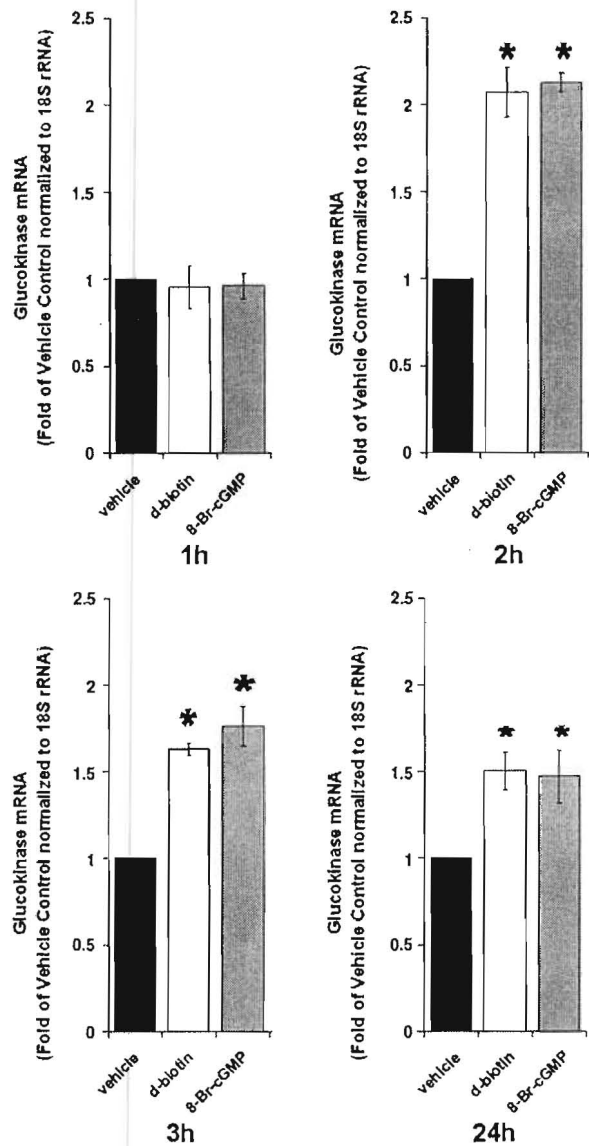 Glucokinase mRNA
(Fold of Vehicle Control normalized to 18S rRNA)
2.5
2
1.5
1
0.5
0
vehicle
d-biotin
8-Br-cGMP
1h
Glucokinase mRNA
(Fold of Vehicle Control normalized to 18S rRNA)
2.5
2
1.5
1
0.5
0
*
*
vehicle
d-biotin
8-Br-cGMP
2h
Glucokinase mRNA
(Fold of Vehicle Control normalized to 18S rRNA)
2.5
2
1.5
1
0.5
0
*
*
vehicle
d-biotin
8-Br-cGMP
3h
Glucokinase mRNA
(Fold of Vehicle Control normalized to 18S rRNA)
2.5
2
1.5
1
0.5
0
*
*
vehicle
d-biotin
8-Br-cGMP
24h